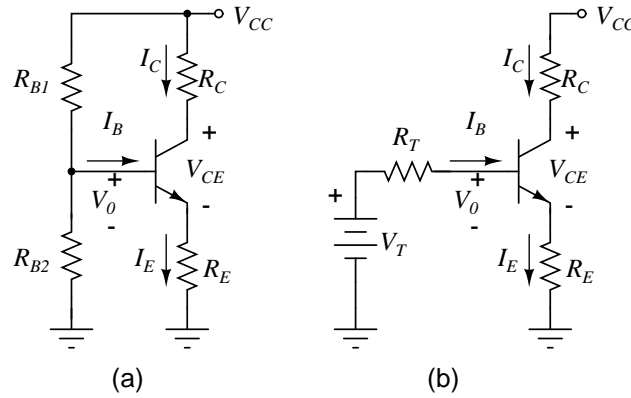 V_CC
I_C
R_C
R_B1
I_B
+
V_CE
+
V_0
-
-
R_B2
I_E
R_E
(a)
V_CC
I_C
R_C
R_T
I_B
+
V_CE
+
+
V_0
-
-
V_T
I_E
R_E
(b)